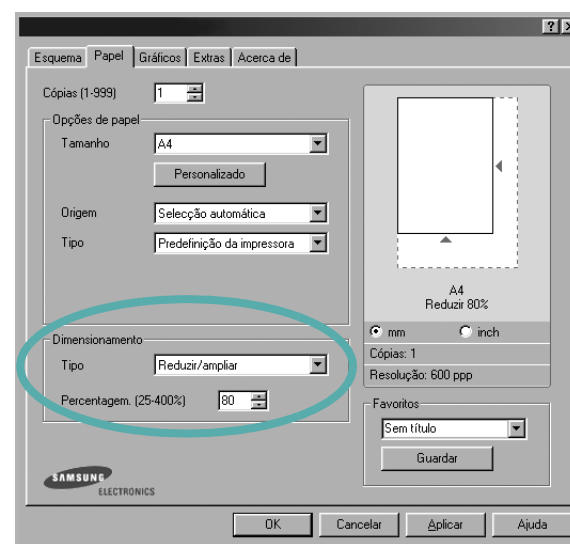 Esquema Papel Gráficos Extras Acerca de
Cópias (1-999) 1
Opções de papel
Tamanho A4
Personalizado
Origem Selecção automática
Tipo Predefinição da impressora
A4
Reduzir 80%
mm inch
Cópias: 1
Resolução: 600 ppp
Dimensionamento
Tipo Reduzir/ampliar
Percentagem. (25-400%) 80
Favoritos
Sem título
Guardar
SAMSUNG
ELECTRONICS
OK Cancelar Aplicar Ajuda